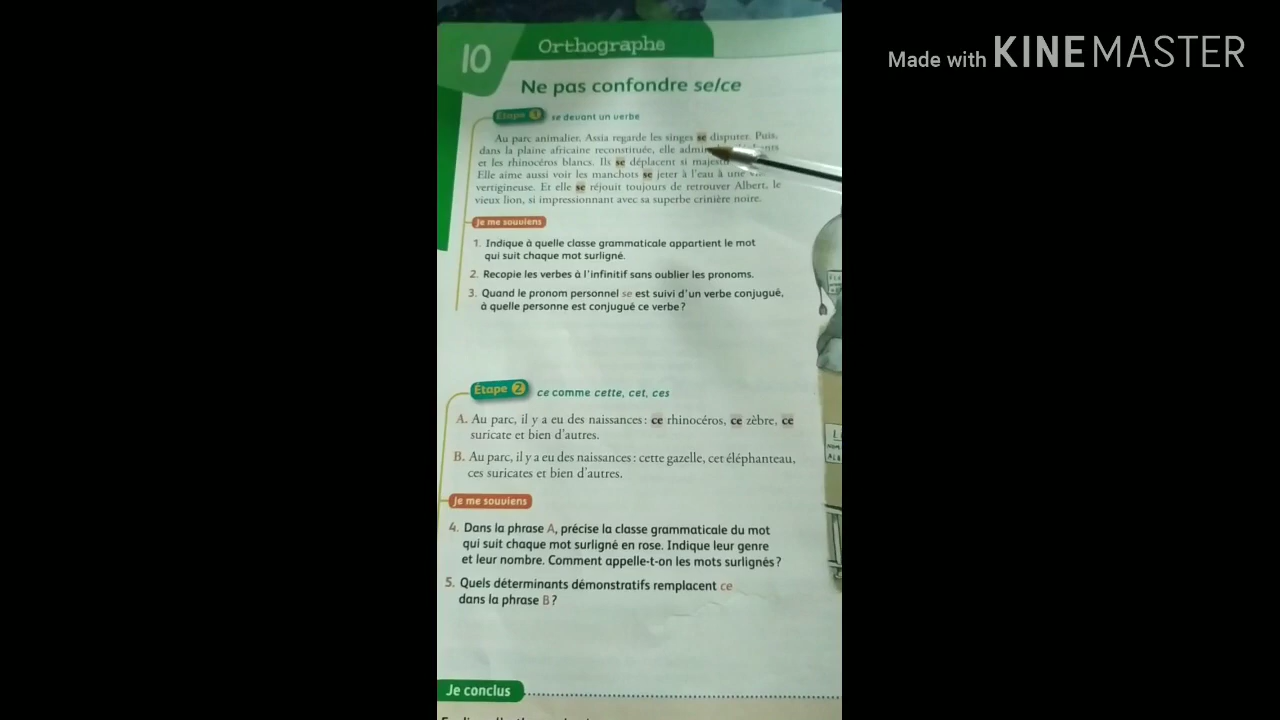 Made with KINEMASTER
10 Orthographe
Ne pas confondre se/ce
Étape 1 se devant un verbe
Au parc animalier, Assia regarde les singes se disputer. Puis,
dans la plaine africaine reconstituée, elle
et les rhinocéros blancs. Ils se déplacent si
Elle aime aussi voir les manchots se jeter à l'eau à une
vertigineuse. Et elle se réjouit toujours de retrouver Albert, le
vieux lion, si impressionnant avec sa superbe crinière noire.
Je me souviens
1. Indique à quelle classe grammaticale appartient le mot
qui suit chaque mot surligné.
2. Recopie les verbes à l'infinitif sans oublier les pronoms.
3. Quand le pronom personnel se est suivi d'un verbe conjugué,
à quelle personne est conjugué ce verbe ?
Étape 2 ce comme cette, cet, ces
A. Au parc, il y a eu des naissances : ce rhinocéros, ce zèbre, ce
suricate et bien d'autres.
B. Au parc, il y a eu des naissances : cette gazelle, cet éléphanteau,
ces suricates et bien d'autres.
Je me souviens
4. Dans la phrase A, précise la classe grammaticale du mot
qui suit chaque mot surligné en rose. Indique leur genre
et leur nombre. Comment appelle-t-on les mots surlignés ?
5. Quels déterminants démonstratifs remplacent ce
dans la phrase B ?
Je conclus